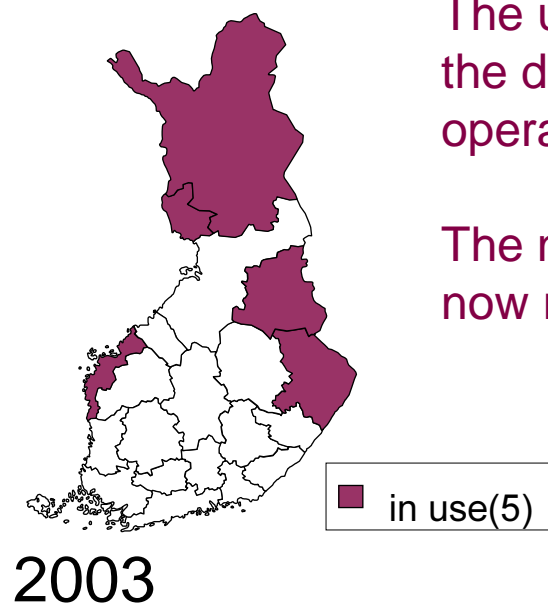 The u
the d
opera
The r
now r
in use(5)
2003